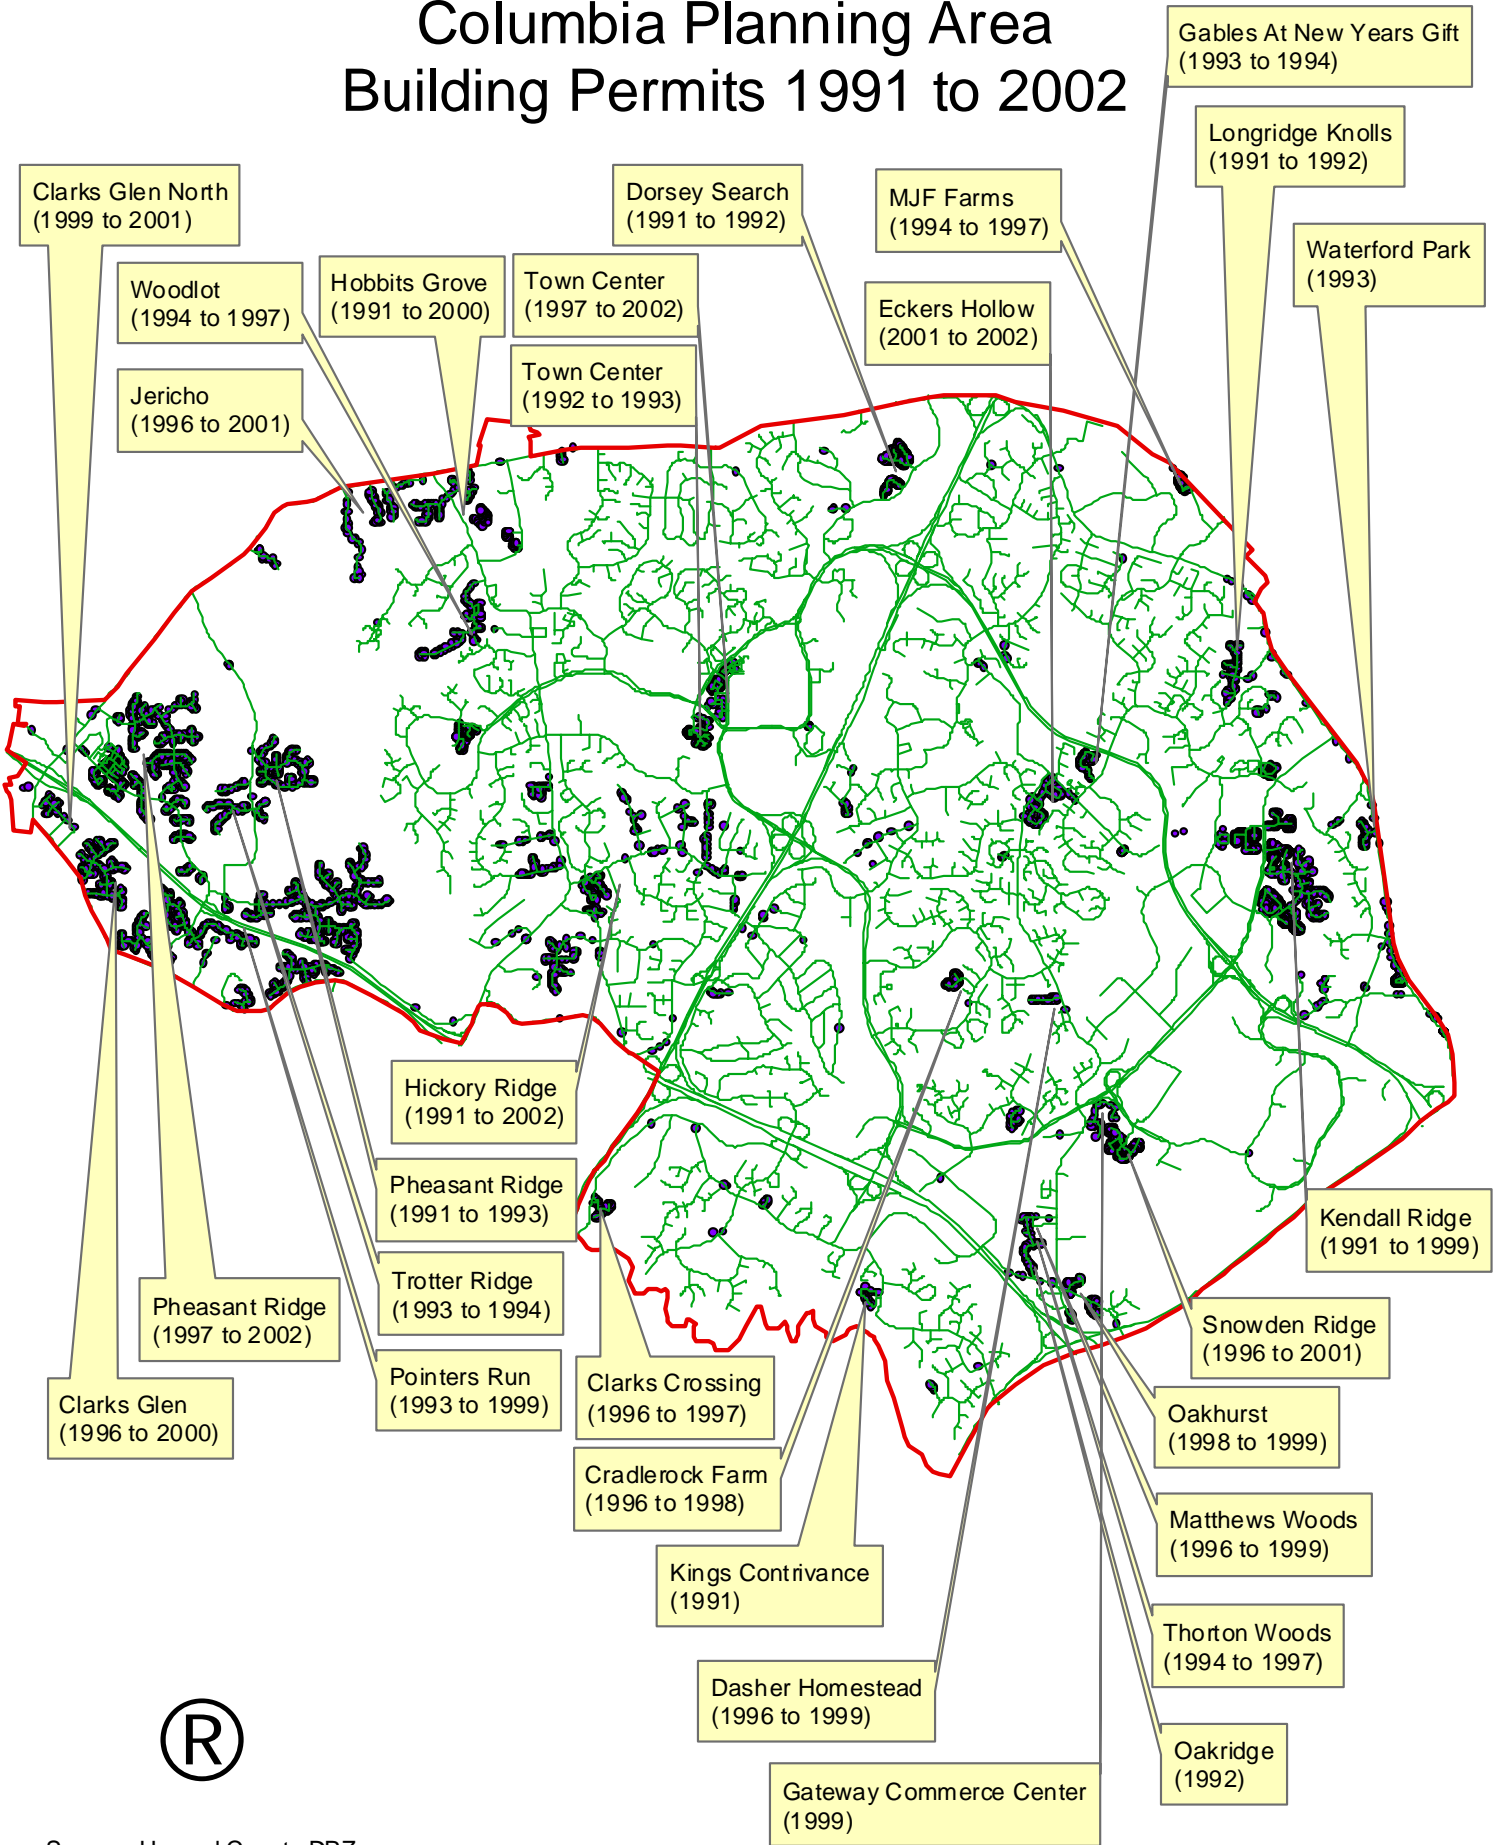 Columbia Planning Area
Building Permits 1991 to 2002
Gables At New Years Gift
(1993 to 1994)
Longridge Knolls
(1991 to 1992)
Clarks Glen North
(1999 to 2001)
Dorsey Search
(1991 to 1992)
MJF Farms
(1994 to 1997)
Waterford Park
(1993)
Woodlot
(1994 to 1997)
Hobbits Grove
(1991 to 2000)
Town Center
(1997 to 2002)
Eckers Hollow
(2001 to 2002)
Town Center
(1992 to 1993)
Jericho
(1996 to 2001)
Hickory Ridge
(1991 to 2002)
Pheasant Ridge
(1991 to 1993)
Kendall Ridge
(1991 to 1999)
Trotter Ridge
(1993 to 1994)
Pheasant Ridge
(1997 to 2002)
Snowden Ridge
(1996 to 2001)
Pointers Run
(1993 to 1999)
Clarks Crossing
(1996 to 1997)
Clarks Glen
(1996 to 2000)
Oakhurst
(1998 to 1999)
Cradlerock Farm
(1996 to 1998)
Matthews Woods
(1996 to 1999)
Kings Contrivance
(1991)
Thorton Woods
(1994 to 1997)
Dasher Homestead
(1996 to 1999)
Oakridge
(1992)
Gateway Commerce Center
(1999)
®